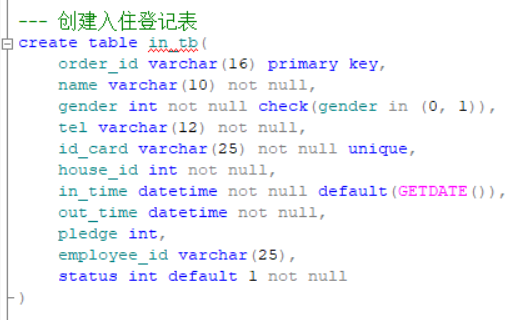 --- 创建入住登记表
create table in_tb(
order_id varchar(16) primary key,
name varchar(10) not null,
gender int not null check(gender in (0, 1)),
tel varchar(12) not null,
id_card varchar(25) not null unique,
house_id int not null,
in_time datetime not null default(GETDATE()),
out_time datetime not null,
pledge int,
employee_id varchar(25),
status int default 1 not null
)